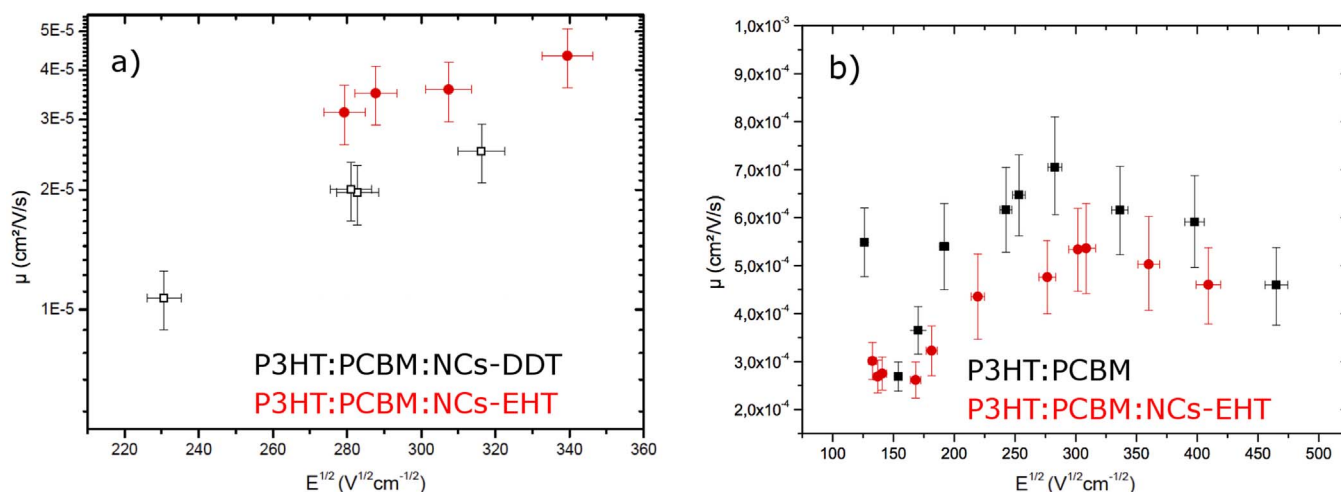 a)
5E-5
4E-5
3E-5
2E-5
1E-5
μ (cm²/V/s)
P3HT:PCBM:NCs-DDT
P3HT:PCBM:NCs-EHT
220 240 260 280 300 320 340 360
E^{1/2} (V^{1/2}cm^{-1/2})
b)
1,0x10⁻³
9,0x10⁻⁴
8,0x10⁻⁴
7,0x10⁻⁴
6,0x10⁻⁴
5,0x10⁻⁴
4,0x10⁻⁴
3,0x10⁻⁴
2,0x10⁻⁴
μ (cm²/V/s)
P3HT:PCBM
P3HT:PCBM:NCs-EHT
100 150 200 250 300 350 400 450 500
E^{1/2} (V^{1/2}cm^{-1/2})